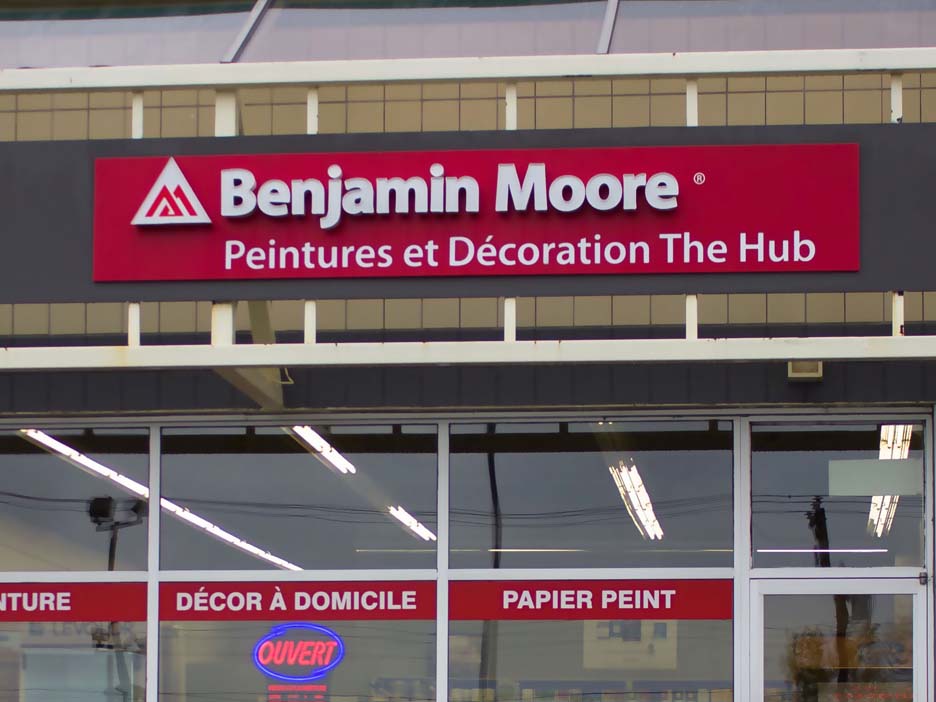 Benjamin Moore ®
Peintures et Décoration The Hub
NTURE
DÉCOR À DOMICILE
PAPIER PEINT
OUVERT